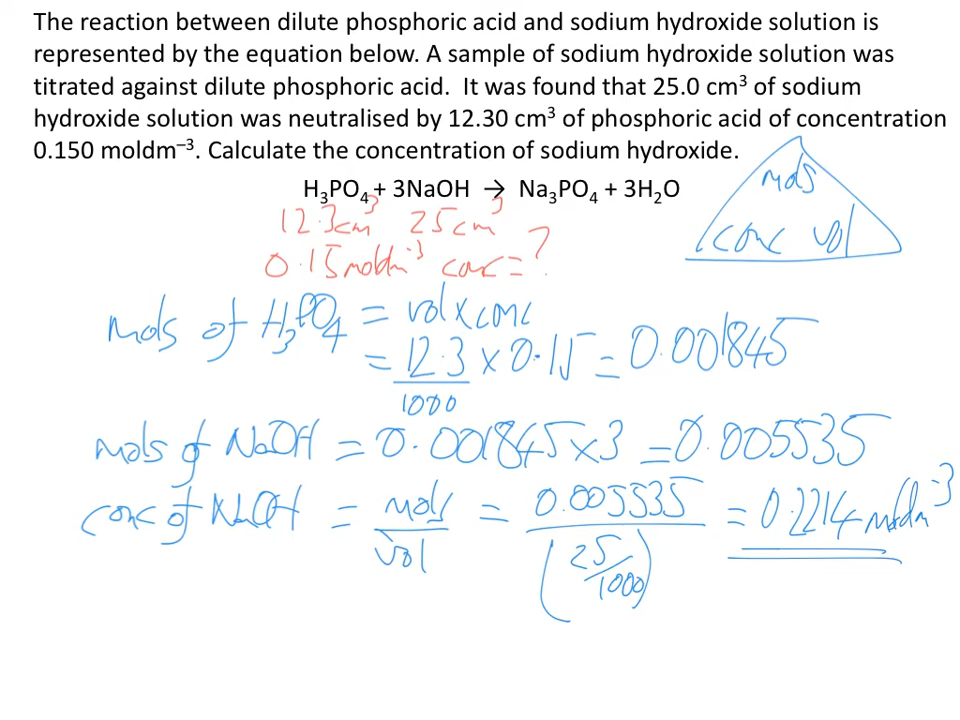 The reaction between dilute phosphoric acid and sodium hydroxide solution is
represented by the equation below. A sample of sodium hydroxide solution was
titrated against dilute phosphoric acid.  It was found that 25.0 cm³ of sodium
hydroxide solution was neutralised by 12.30 cm³ of phosphoric acid of concentration
0.150 moldm⁻³. Calculate the concentration of sodium hydroxide.
H₃PO₄ + 3NaOH → Na₃PO₄ + 3H₂O
mols
conc vol
12.3cm³ 25cm³
0.15moldm⁻³ conc=?
mols of H₃PO₄ = vol x conc
= 12.3/1000 x 0.15 = 0.001845
mols of NaOH = 0.001845 x 3 = 0.005535
conc of NaOH = mols/vol = 0.005535/(25/1000) = 0.2214 moldm⁻³